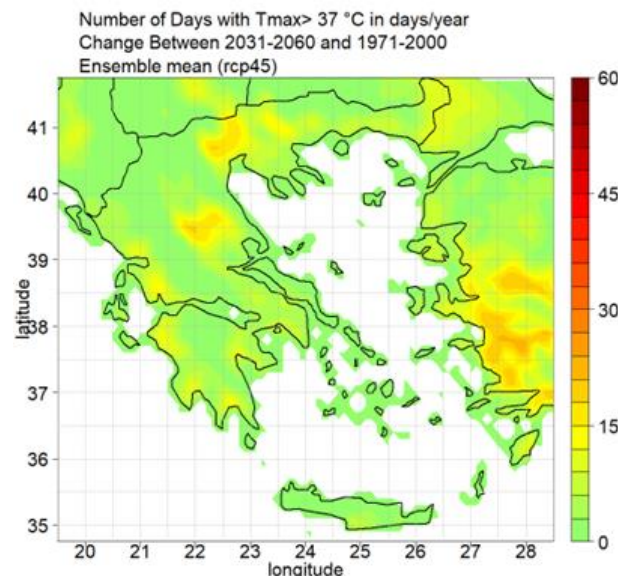 Number of Days with Tmax> 37 °C in days/year
Change Between 2031-2060 and 1971-2000
Ensemble mean (rcp45)
60
45
30
15
0
41
40
39
38
37
36
35
latitude
20 21 22 23 24 25 26 27 28
longitude